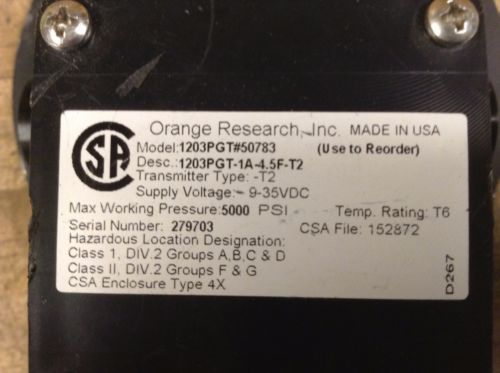 Orange Research, Inc. MADE IN USA
SA
Model:1203PGT#50783 (Use to Reorder)
Desc.:1203PGT-1A-4.5F-T2
Transmitter Type: -T2
Supply Voltage:- 9-35VDC
Max Working Pressure:5000 PSI Temp. Rating: T6
Serial Number: 279703 CSA File: 152872
Hazardous Location Designation:
Class 1, DIV.2 Groups A,B,C & D
Class II, DIV.2 Groups F & G
CSA Enclosure Type 4X
D267